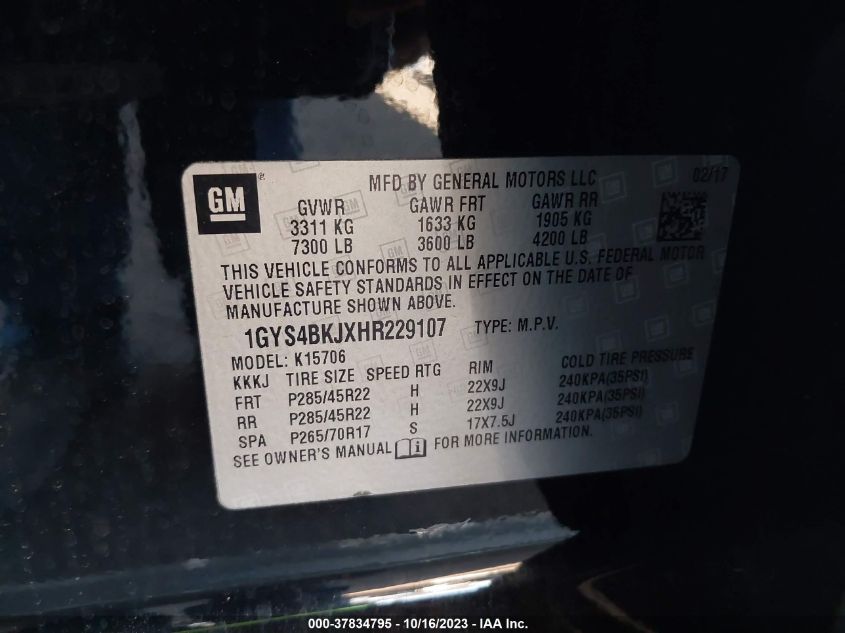 GM ®
MFD BY GENERAL MOTORS LLC 02/17
GVWR GAWR FRT GAWR RR
3311 KG 1633 KG 1905 KG
7300 LB 3600 LB 4200 LB
THIS VEHICLE CONFORMS TO ALL APPLICABLE U.S. FEDERAL MOTOR
VEHICLE SAFETY STANDARDS IN EFFECT ON THE DATE OF
MANUFACTURE SHOWN ABOVE.
1GYS4BKJXHR229107 TYPE: M.P.V.
MODEL: K15706
KKKJ TIRE SIZE SPEED RTG RIM COLD TIRE PRESSURE
FRT P285/45R22 H 22X9J 240KPA(35PSI)
RR P285/45R22 H 22X9J 240KPA(35PSI)
SPA P265/70R17 S 17X7.5J 240KPA(35PSI)
SEE OWNER'S MANUAL i FOR MORE INFORMATION.
000-37834795 - 10/16/2023 - IAA Inc.